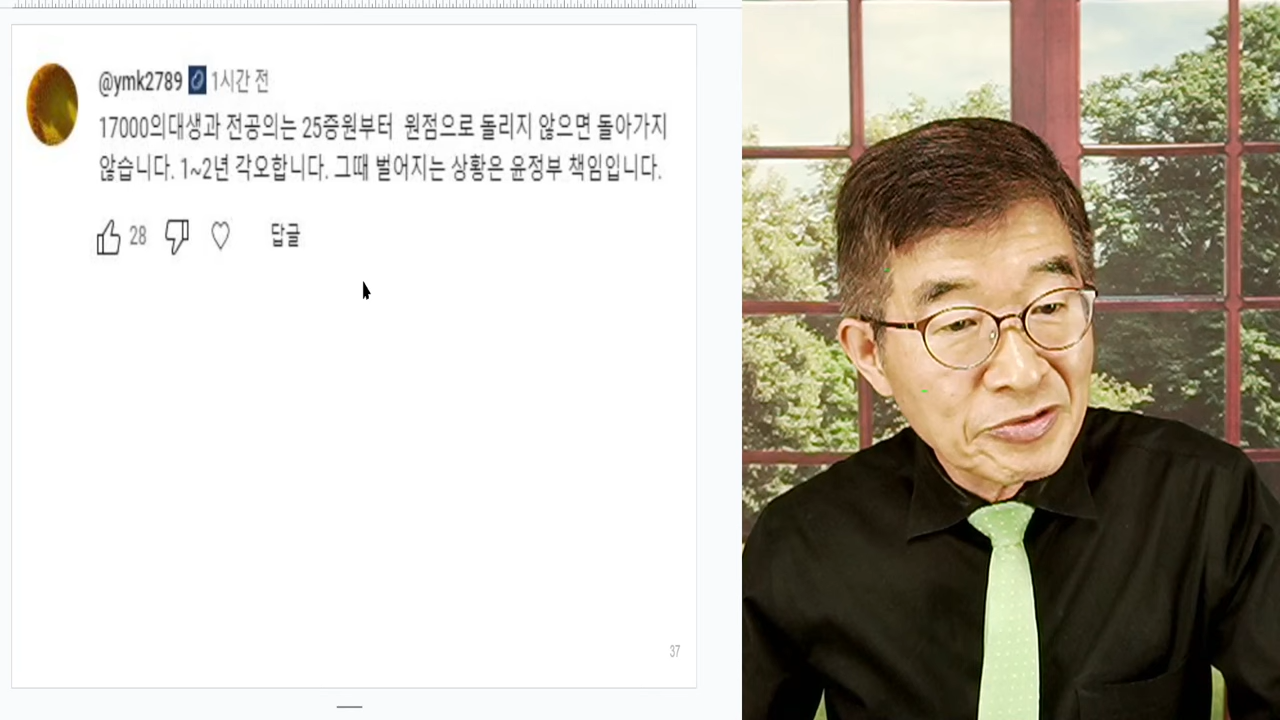 @ymk2789 1시간 전
17000의대생과 전공의는 25증원부터 원점으로 돌리지 않으면 돌아가지
않습니다. 1~2년 각오합니다. 그때 벌어지는 상황은 윤정부 책임입니다.
28 답글
37